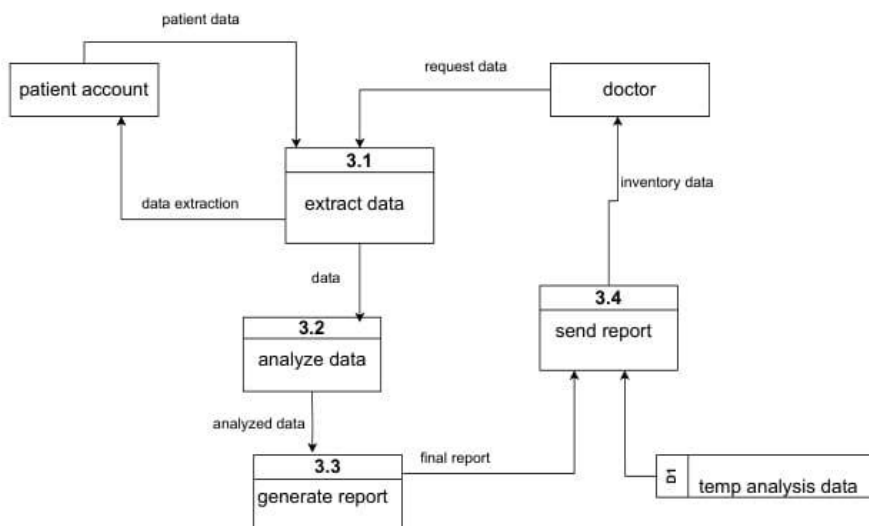 patient data
patient account
request data
doctor
3.1
extract data
data extraction
inventory data
data
3.4
send report
3.2
analyze data
analyzed data
final report
3.3
generate report
D1
temp analysis data